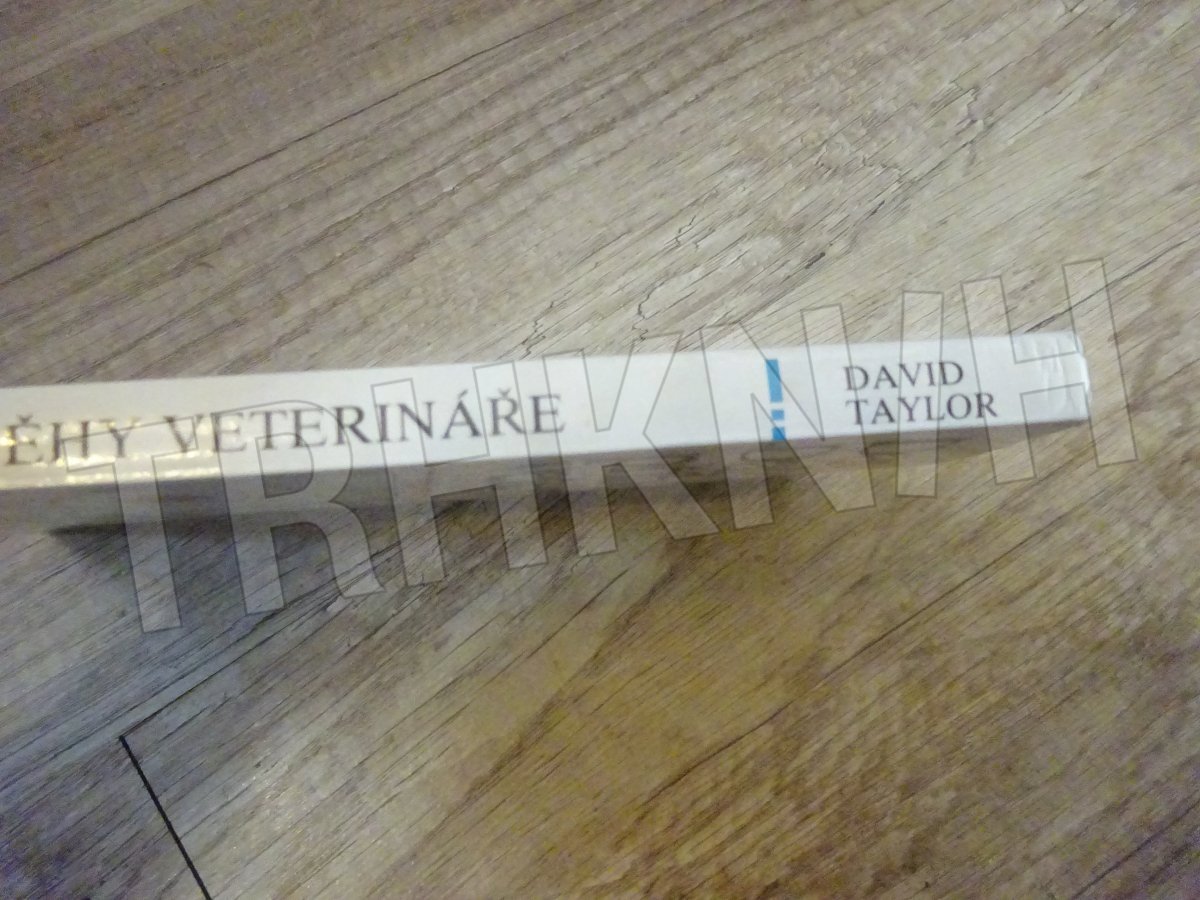 ĚHY VETERINÁŘE
DAVID
TAYLOR
TRHKNIH